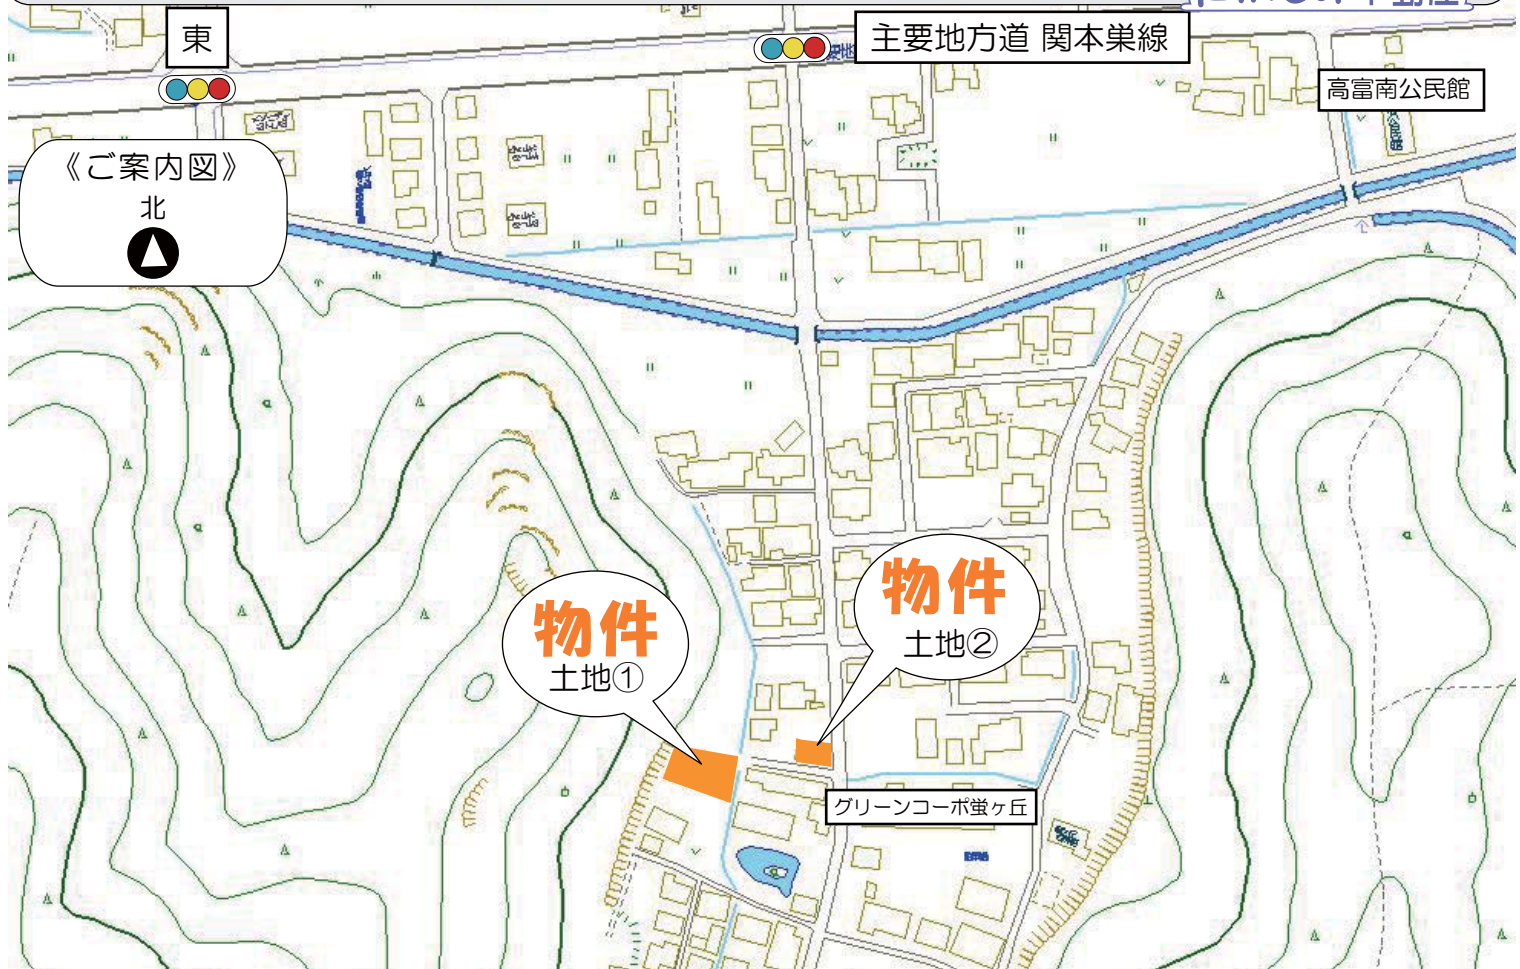 東
主要地方道 関本巣線
高富南公民館
《ご案内図》
北
物件
土地①
物件
土地②
グリーンコーポ蛍ヶ丘